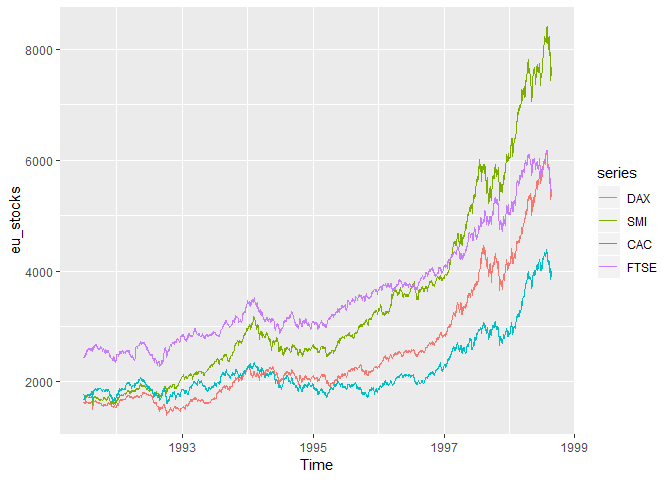 8000
6000
4000
2000
eu_stocks
1993
1995
1997
1999
Time
series
DAX
SMI
CAC
FTSE